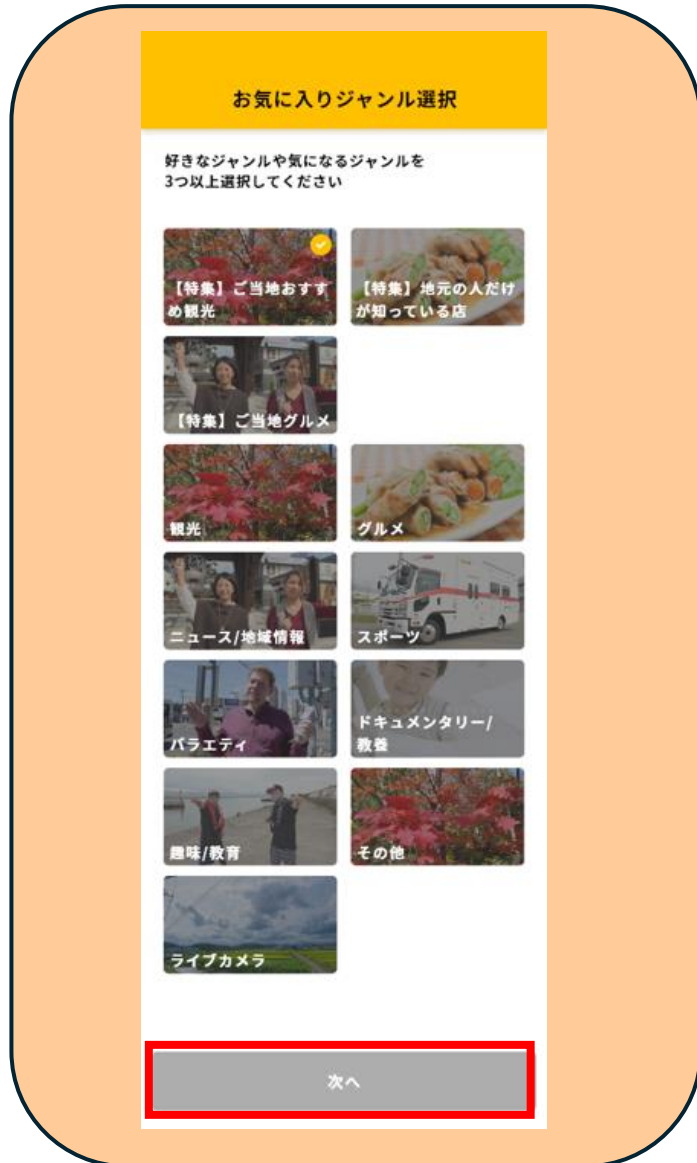 お気に入りジャンル選択
好きなジャンルや気になるジャンルを
3つ以上選択してください
【特集】ご当地おすす
め観光
【特集】地元の人だけ
が知っている店
【特集】ご当地グルメ
観光
グルメ
ニュース/地域情報
スポーツ
バラエティ
ドキュメンタリー/
教養
趣味/教育
その他
ライブカメラ
次へ